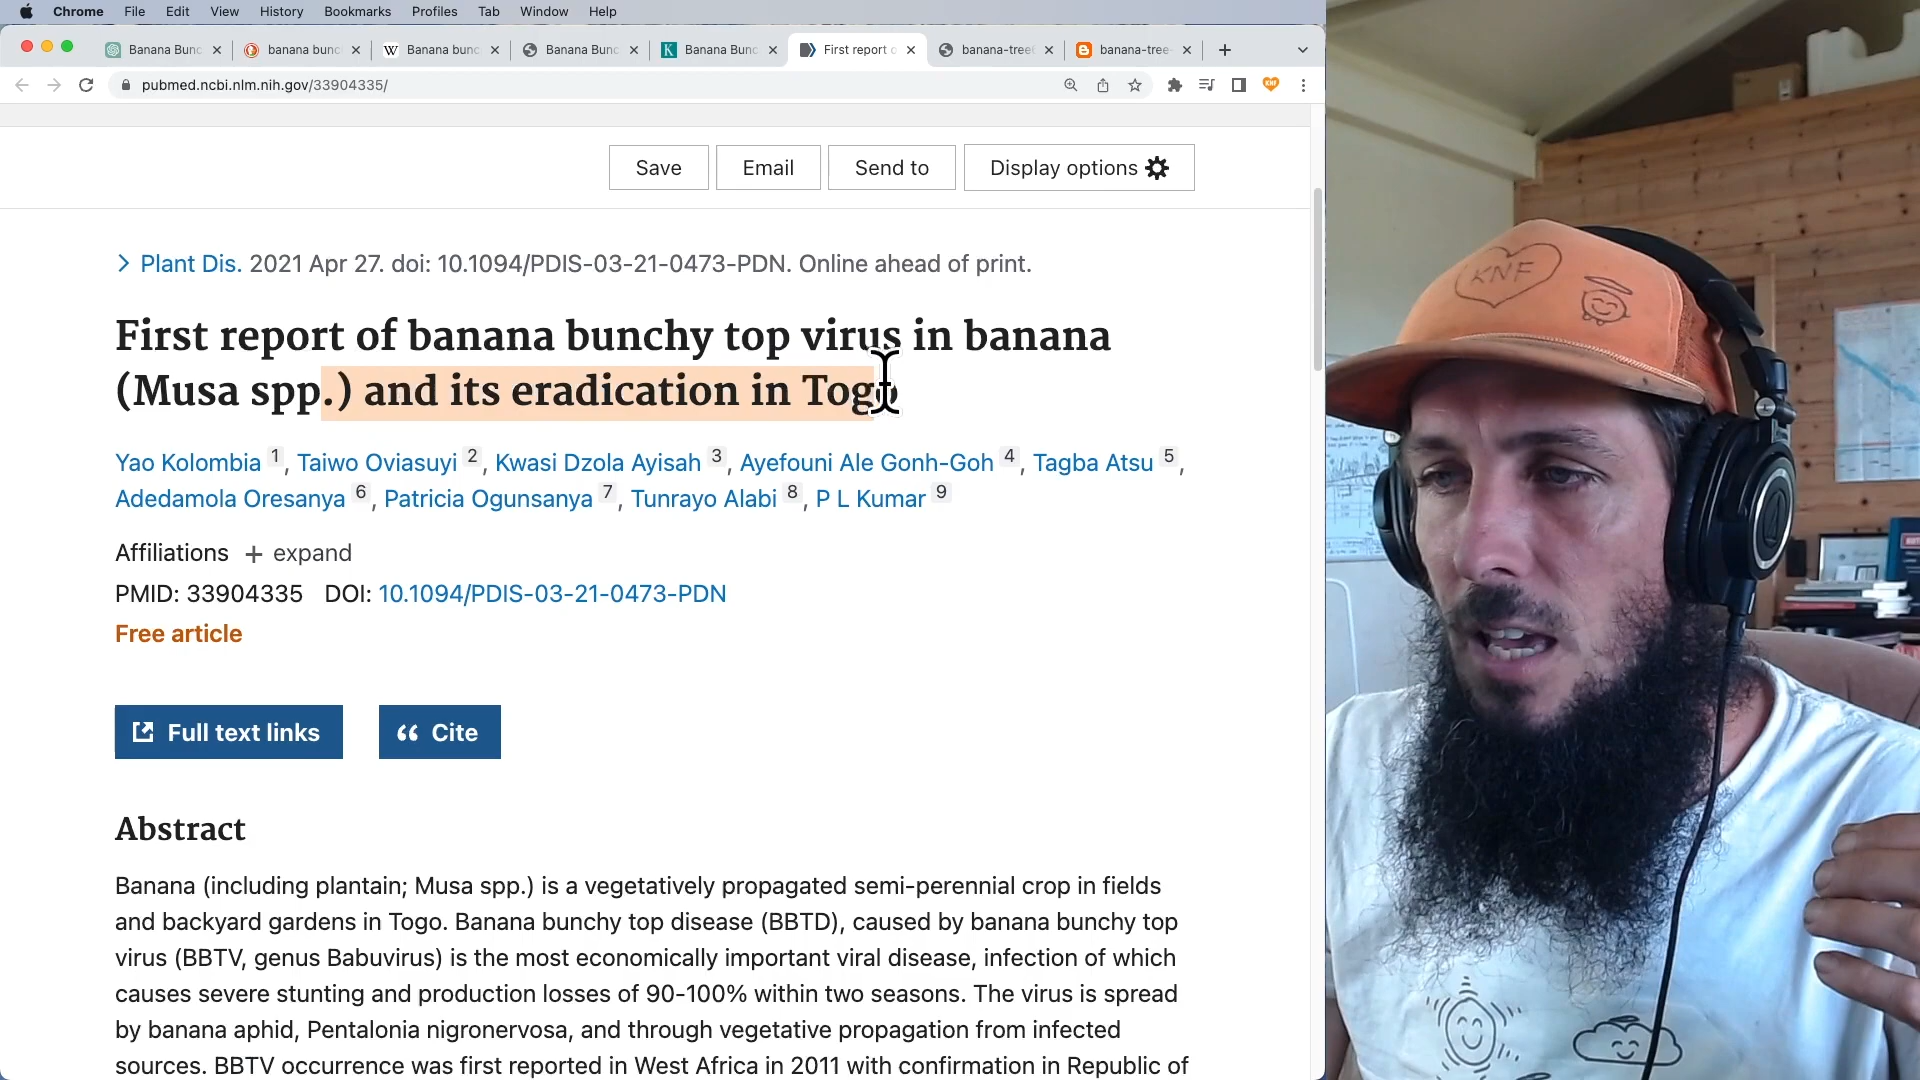 Chrome File Edit View History Bookmarks Profiles Tab Window Help
Banana Bunc banana bunc Banana bunc Banana Bunc Banana Bunc First report o banana-tree banana-tree-
pubmed.ncbi.nlm.nih.gov/33904335/
Save Email Send to Display options
Plant Dis. 2021 Apr 27. doi: 10.1094/PDIS-03-21-0473-PDN. Online ahead of print.
First report of banana bunchy top virus in banana
(Musa spp.) and its eradication in Togo
Yao Kolombia 1, Taiwo Oviasuyi 2, Kwasi Dzola Ayisah 3, Ayefouni Ale Gonh-Goh 4, Tagba Atsu 5,
Adedamola Oresanya 6, Patricia Ogunsanya 7, Tunrayo Alabi 8, P L Kumar 9
Affiliations + expand
PMID: 33904335 DOI: 10.1094/PDIS-03-21-0473-PDN
Free article
Full text links Cite
Abstract
Banana (including plantain; Musa spp.) is a vegetatively propagated semi-perennial crop in fields
and backyard gardens in Togo. Banana bunchy top disease (BBTD), caused by banana bunchy top
virus (BBTV, genus Babuvirus) is the most economically important viral disease, infection of which
causes severe stunting and production losses of 90-100% within two seasons. The virus is spread
by banana aphid, Pentalonia nigronervosa, and through vegetative propagation from infected
sources. BBTV occurrence was first reported in West Africa in 2011 with confirmation in Republic of
KNF